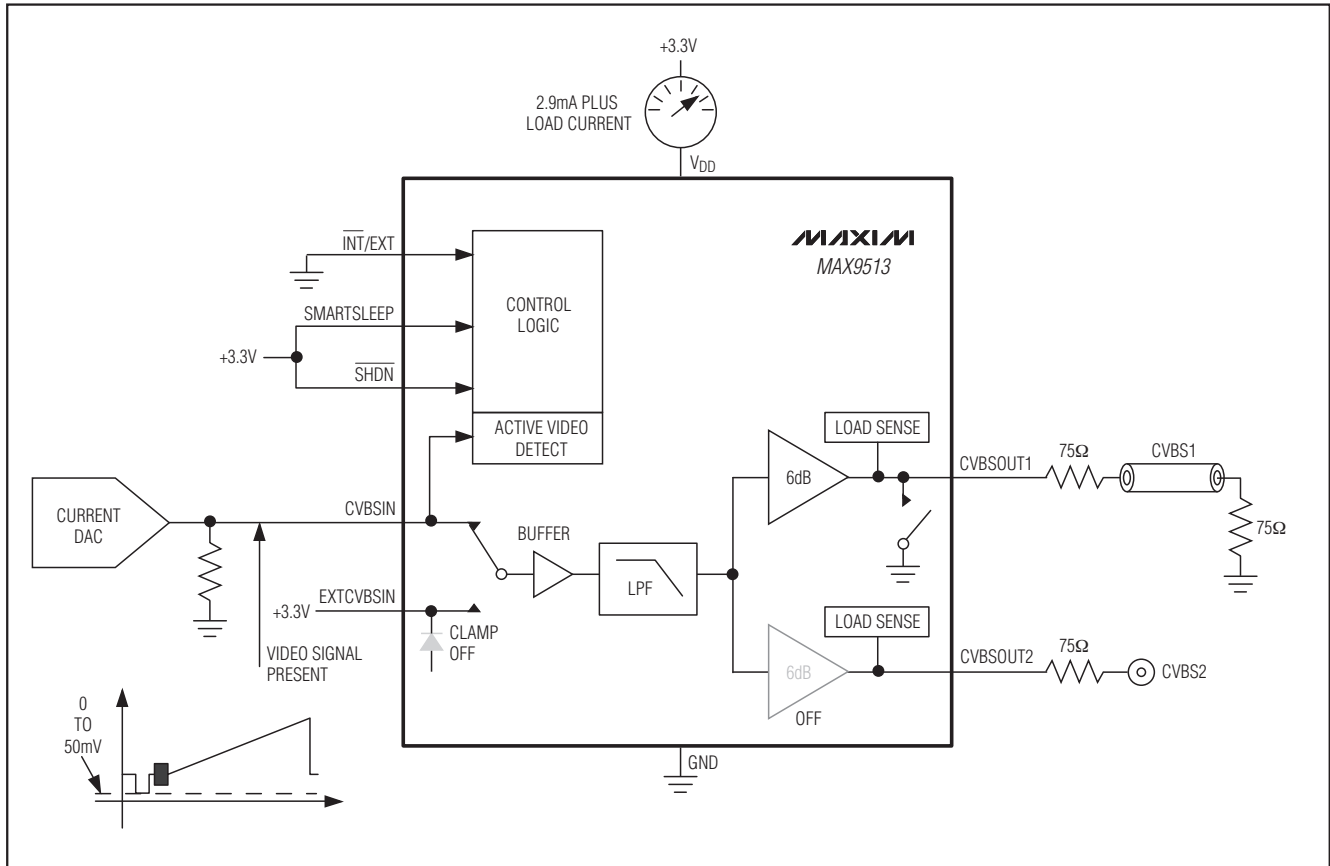 +3.3V
2.9mA PLUS
LOAD CURRENT
VDD
INT/EXT
MAXIM
MAX9513
CONTROL
LOGIC
SMARTSLEEP
+3.3V
SHDN
ACTIVE VIDEO
DETECT
LOAD SENSE
6dB
CVBSOUT1
75Ω
CVBS1
75Ω
CURRENT
DAC
CVBSIN
BUFFER
LPF
+3.3V
EXTCVBSIN
CLAMP
OFF
VIDEO SIGNAL
PRESENT
LOAD SENSE
6dB
OFF
CVBSOUT2
75Ω
CVBS2
0
TO
50mV
GND